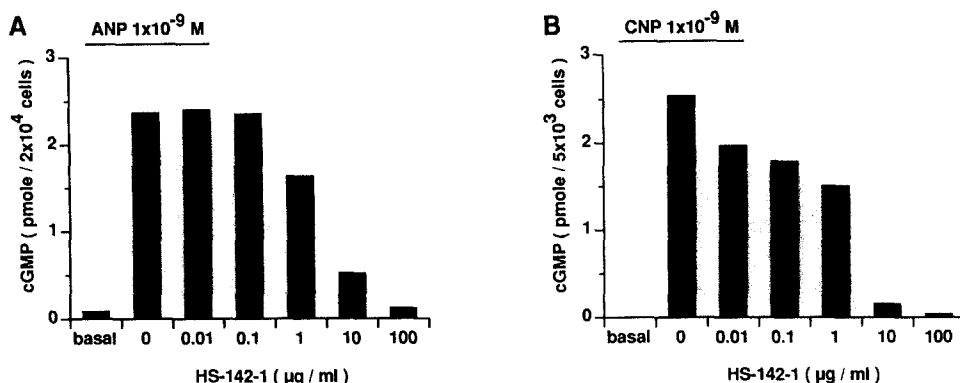 A
ANP 1x10⁻⁹ M
3
2
1
0
cGMP ( pmole / 2x10⁴ cells)
basal 0 0.01 0.1 1 10 100
HS-142-1 ( µg / ml )
B
CNP 1x10⁻⁹ M
3
2
1
0
cGMP ( pmole / 5x10³ cells)
basal 0 0.01 0.1 1 10 100
HS-142-1 ( µg / ml )